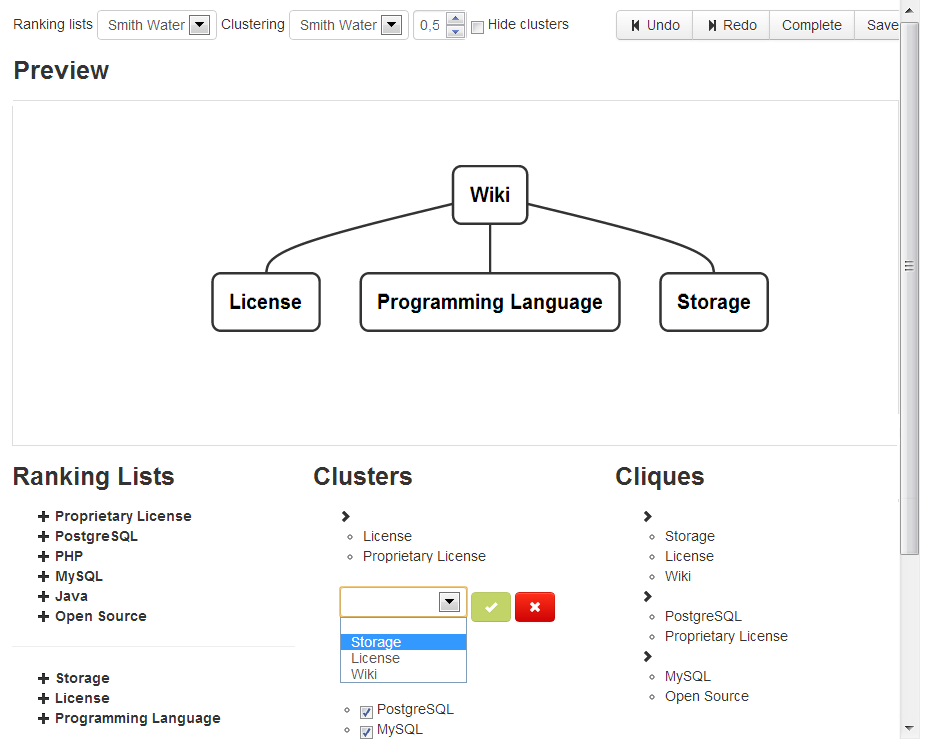 Ranking lists Smith Water Clustering Smith Water 0,5 Hide clusters Undo Redo Complete Save
Preview
Wiki
License Programming Language Storage
Ranking Lists
Proprietary License
PostgreSQL
PHP
MySQL
Java
Open Source
Storage
License
Programming Language
Clusters
License
Proprietary License
Storage
License
Wiki
PostgreSQL
MySQL
Cliques
Storage
License
Wiki
PostgreSQL
Proprietary License
MySQL
Open Source